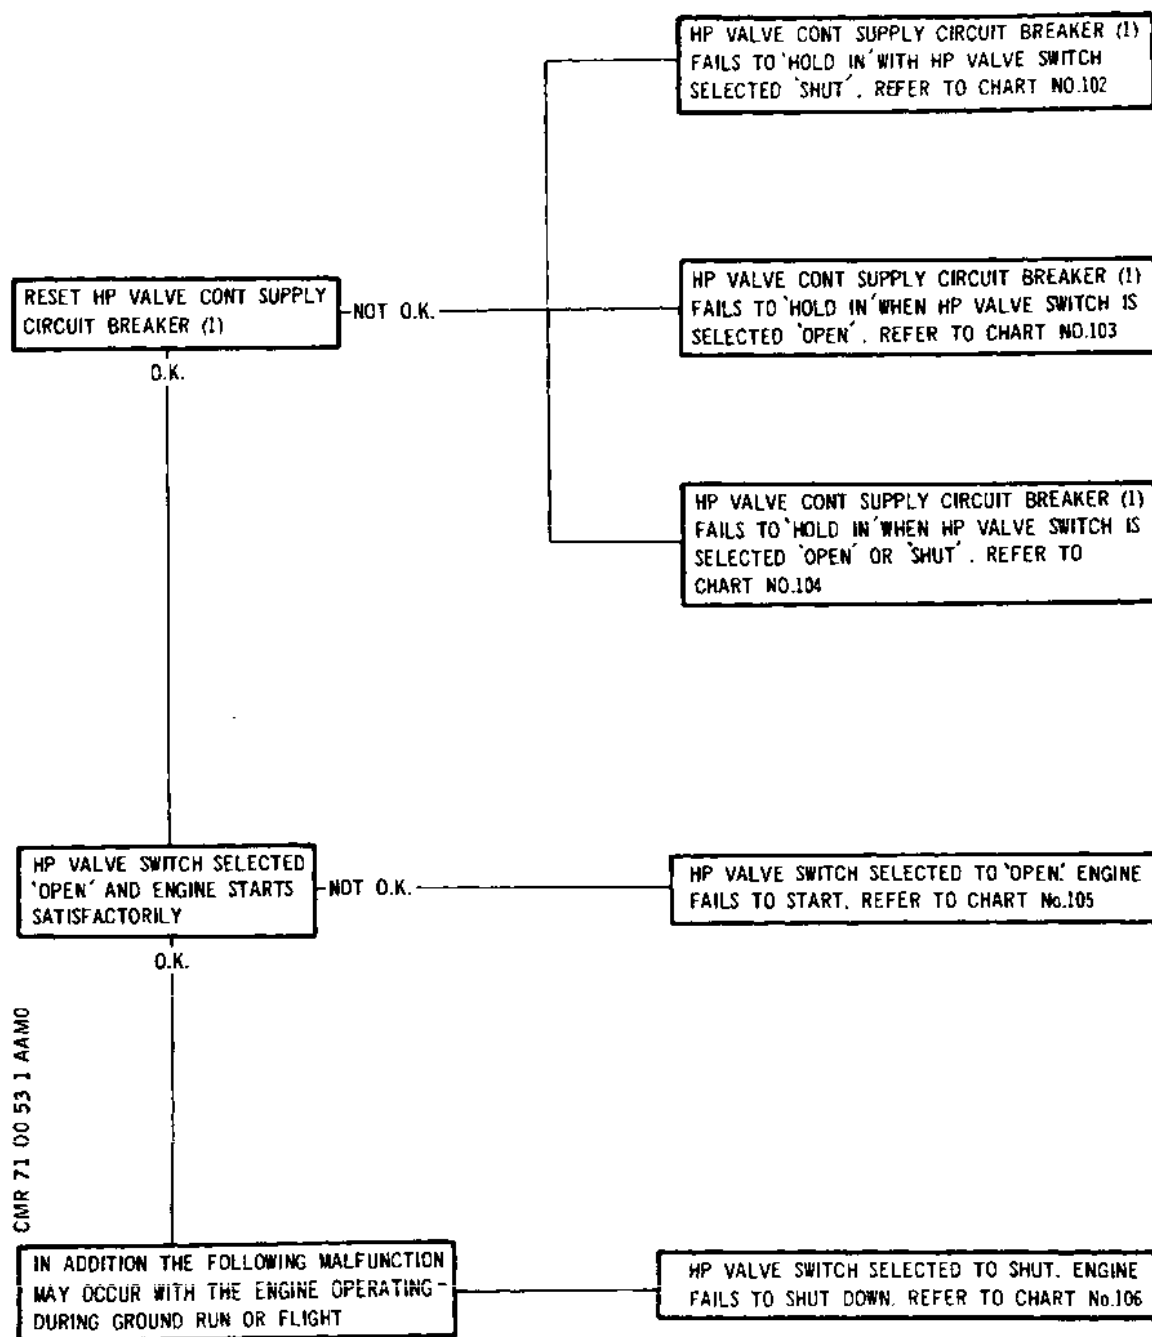 HP VALVE CONT SUPPLY CIRCUIT BREAKER (1)
FAILS TO 'HOLD IN' WITH HP VALVE SWITCH
SELECTED 'SHUT'. REFER TO CHART NO.102
RESET HP VALVE CONT SUPPLY
CIRCUIT BREAKER (1)
NOT O.K.
HP VALVE CONT SUPPLY CIRCUIT BREAKER (1)
FAILS TO 'HOLD IN' WHEN HP VALVE SWITCH IS
SELECTED 'OPEN'. REFER TO CHART NO.103
O.K.
HP VALVE CONT SUPPLY CIRCUIT BREAKER (1)
FAILS TO 'HOLD IN' WHEN HP VALVE SWITCH IS
SELECTED 'OPEN' OR 'SHUT'. REFER TO
CHART NO.104
HP VALVE SWITCH SELECTED
'OPEN' AND ENGINE STARTS
SATISFACTORILY
NOT O.K.
HP VALVE SWITCH SELECTED TO 'OPEN'. ENGINE
FAILS TO START. REFER TO CHART No.105
O.K.
CMR 71 00 53 1 AAM0
IN ADDITION THE FOLLOWING MALFUNCTION
MAY OCCUR WITH THE ENGINE OPERATING-
DURING GROUND RUN OR FLIGHT
HP VALVE SWITCH SELECTED TO SHUT. ENGINE
FAILS TO SHUT DOWN. REFER TO CHART No.106